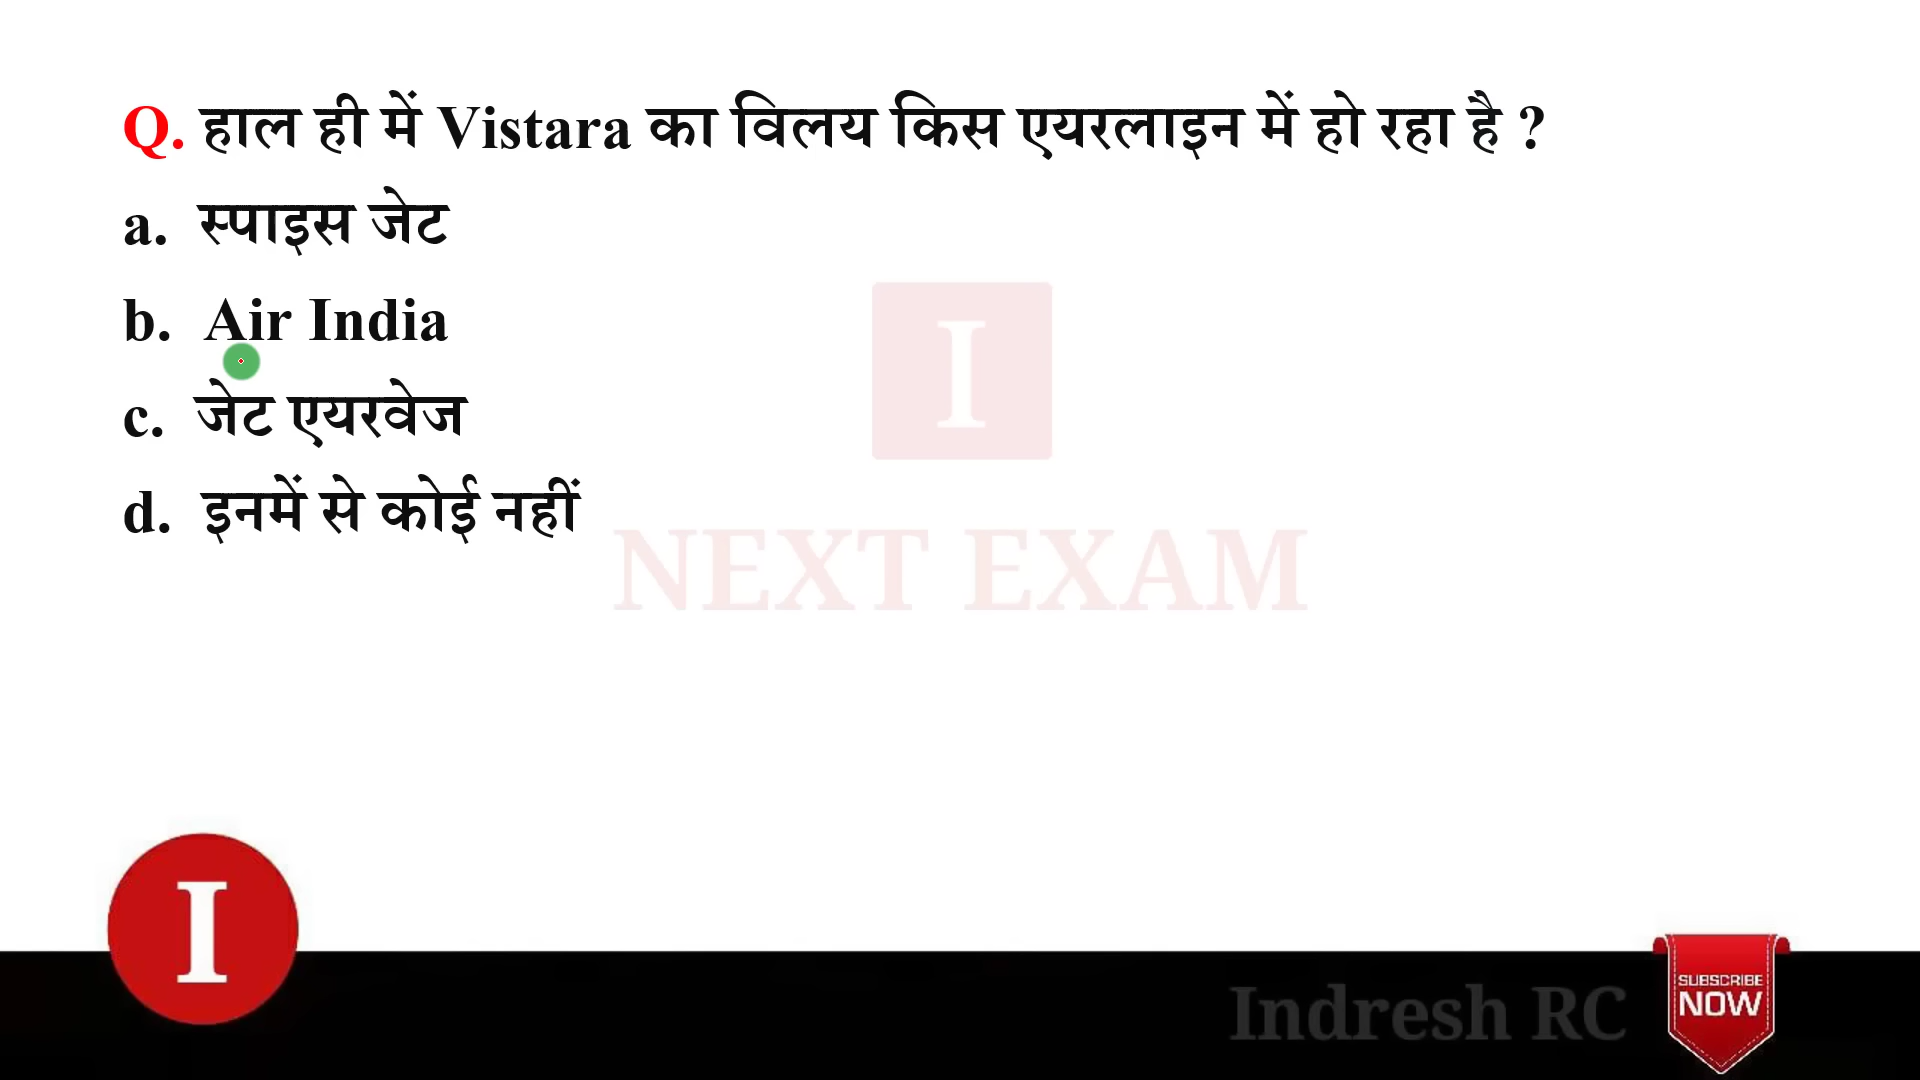 Q. हाल ही में Vistara का विलय किस एयरलाइन में हो रहा है ?
a. स्पाइस जेट
b. Air India
c. जेट एयरवेज
d. इनमें से कोई नहीं
I
NEXT EXAM
I
Indresh RC
SUBSCRIBE
NOW